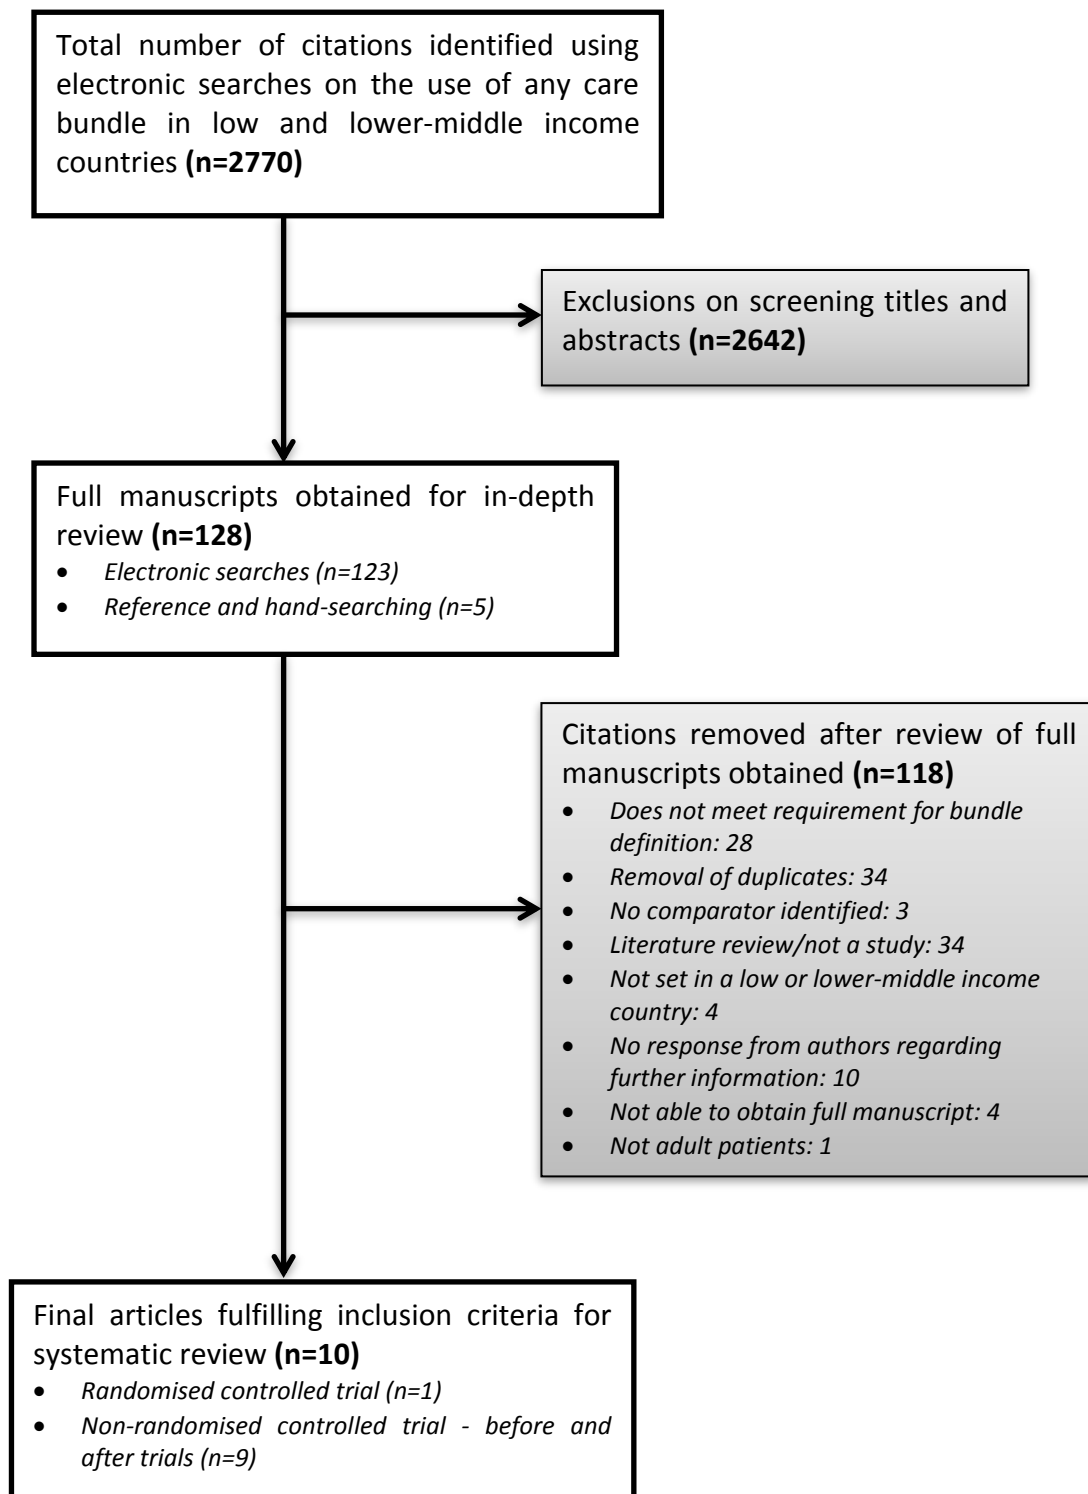 Total number of citations identified using
electronic searches on the use of any care
bundle in low and lower-middle income
countries (n=2770)
Exclusions on screening titles and
abstracts (n=2642)
Full manuscripts obtained for in-depth
review (n=128)
• Electronic searches (n=123)
• Reference and hand-searching (n=5)
Citations removed after review of full
manuscripts obtained (n=118)
• Does not meet requirement for bundle
definition: 28
• Removal of duplicates: 34
• No comparator identified: 3
• Literature review/not a study: 34
• Not set in a low or lower-middle income
country: 4
• No response from authors regarding
further information: 10
• Not able to obtain full manuscript: 4
• Not adult patients: 1
Final articles fulfilling inclusion criteria for
systematic review (n=10)
• Randomised controlled trial (n=1)
• Non-randomised controlled trial - before and
after trials (n=9)